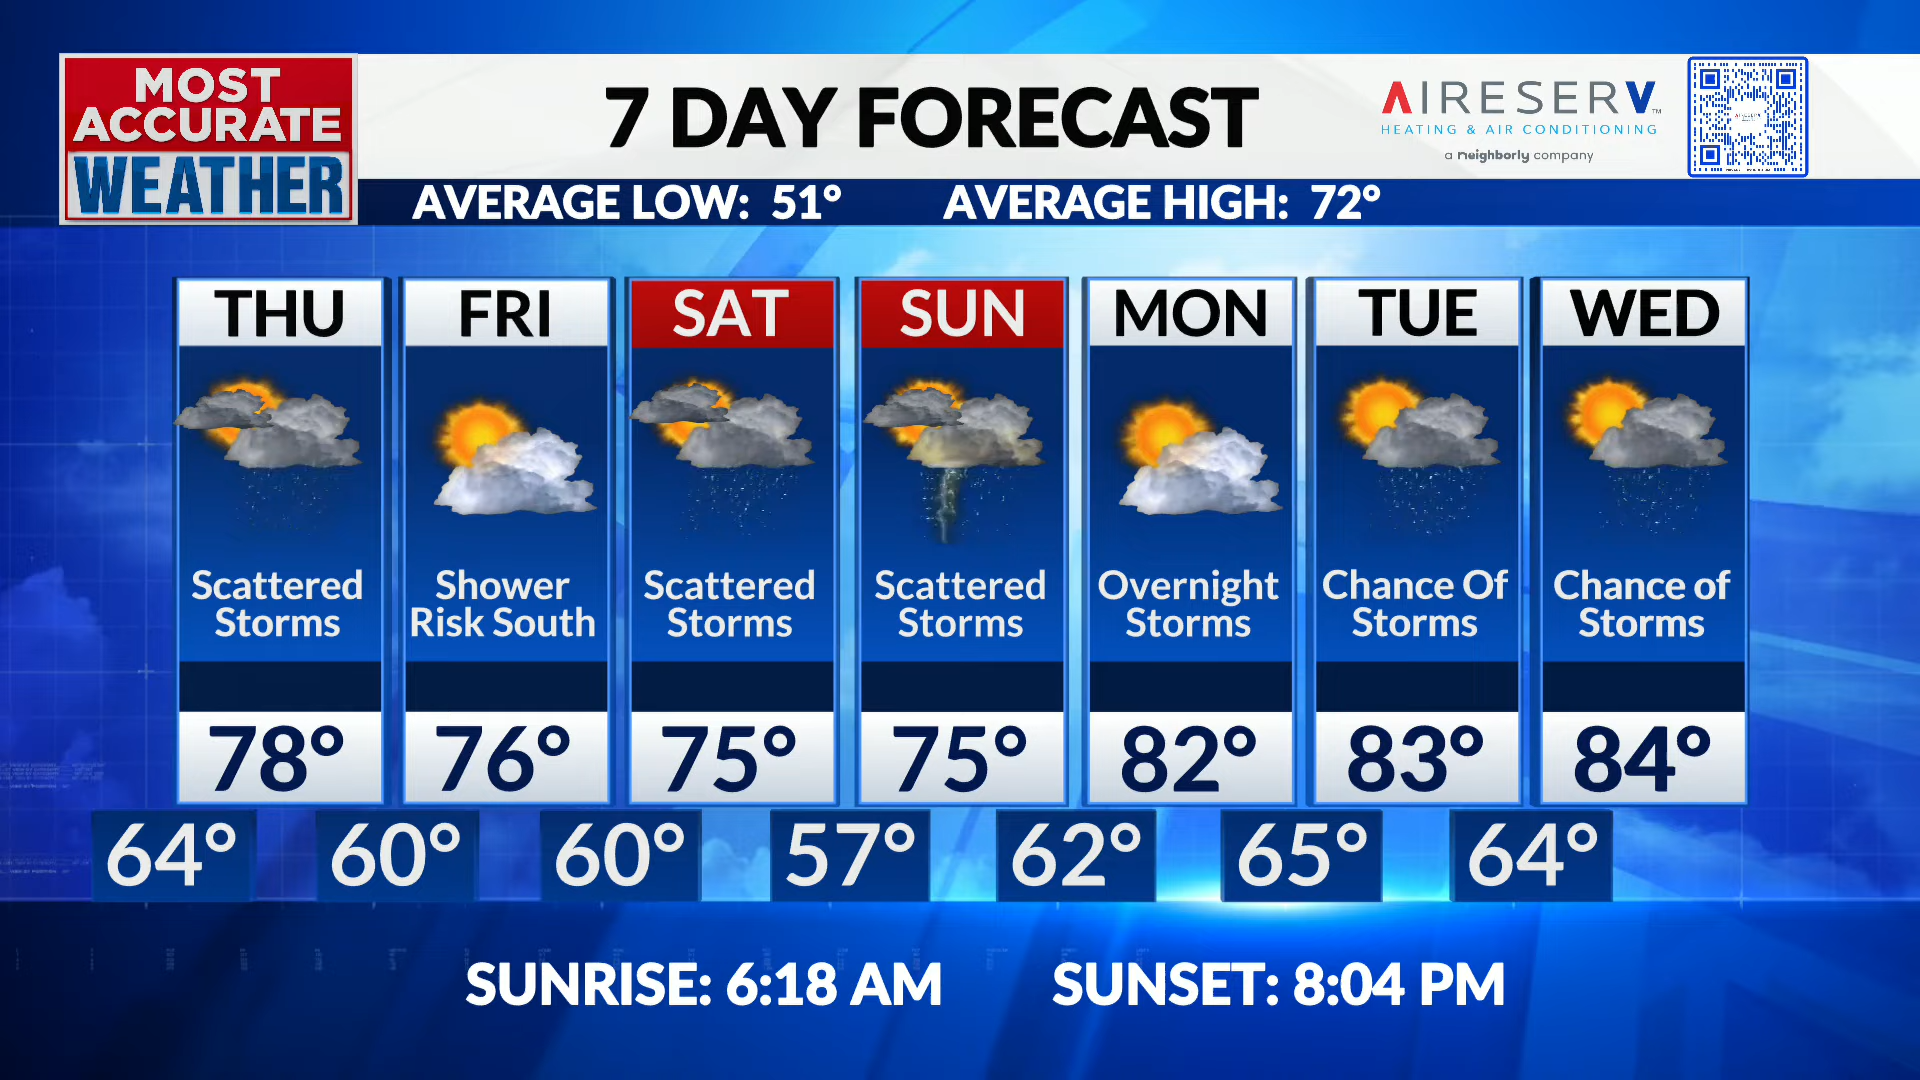 MOST
ACCURATE
WEATHER
7 DAY FORECAST
AIRESERV™
HEATING & AIR CONDITIONING
a neighborly company
AVERAGE LOW: 51° AVERAGE HIGH: 72°
THU FRI SAT SUN MON TUE WED
Scattered Shower Scattered Scattered Overnight Chance Of Chance of
Storms Risk South Storms Storms Storms Storms Storms
78° 76° 75° 75° 82° 83° 84°
64° 60° 60° 57° 62° 65° 64°
SUNRISE: 6:18 AM SUNSET: 8:04 PM